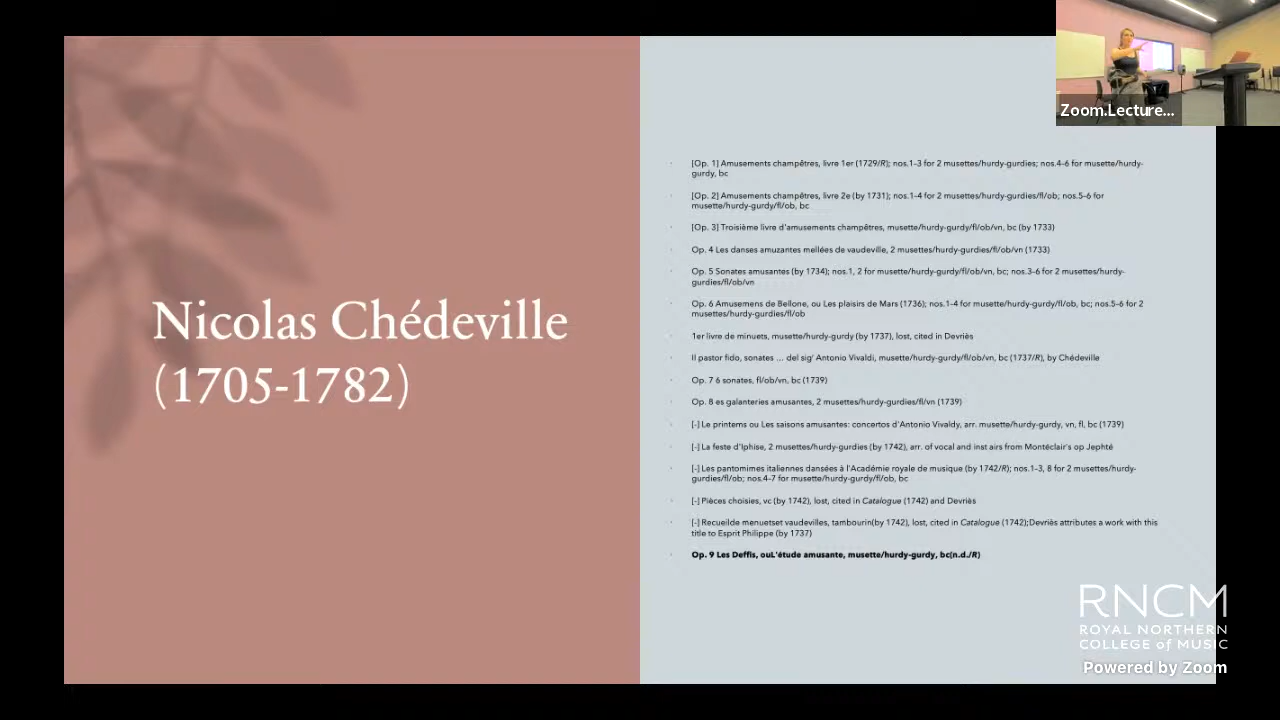 Zoom.Lecture...
Nicolas Chédeville
(1705-1782)
[Op. 1] Amusements champêtres, livre 1er (1729/R); nos.1–3 for 2 musettes/hurdy-gurdies; nos.4–6 for musette/hurdy-
gurdy, bc
[Op. 2] Amusements champêtres, livre 2e (by 1731); nos.1–4 for 2 musettes/hurdy-gurdies/fl/ob; nos.5–6 for
musette/hurdy-gurdy/fl/ob, bc
[Op. 3] Troisième livre d'amusements champêtres, musette/hurdy-gurdy/fl/ob/vn, bc (by 1733)
Op. 4 Les danses amuzantes mellées de vaudeville, 2 musettes/hurdy-gurdies/fl/ob/vn (1733)
Op. 5 Sonates amusantes (by 1734); nos.1, 2 for musette/hurdy-gurdy/fl/ob/vn, bc; nos.3–6 for 2 musettes/hurdy-
gurdies/fl/ob/vn
Op. 6 Amusemens de Bellone, ou Les plaisirs de Mars (1736); nos.1–4 for musette/hurdy-gurdy/fl/ob, bc; nos.5–6 for 2
musettes/hurdy-gurdies/fl/ob
1er livre de minuets, musette/hurdy-gurdy (by 1737), lost, cited in Devriès
Il pastor fido, sonates … del sigʳ Antonio Vivaldi, musette/hurdy-gurdy/fl/ob/vn, bc (1737/R), by Chédeville
Op. 7 6 sonates, fl/ob/vn, bc (1739)
Op. 8 es galanteries amusantes, 2 musettes/hurdy-gurdies/fl/vn (1739)
[-] Le printems ou Les saisons amusantes: concertos d'Antonio Vivaldy, arr. musette/hurdy-gurdy, vn, fl, bc (1739)
[-] La feste d'Iphise, 2 musettes/hurdy-gurdies (by 1742), arr. of vocal and inst airs from Montéclair's op Jephté
[-] Les pantomimes italiennes dansées à l'Académie royale de musique (by 1742/R); nos.1–3, 8 for 2 musettes/hurdy-
gurdies/fl/ob; nos.4–7 for musette/hurdy-gurdy/fl/ob, bc
[-] Pièces choisies, vc (by 1742), lost, cited in Catalogue (1742) and Devriès
[-] Recueilde menuetset vaudevilles, tambourin(by 1742), lost, cited in Catalogue (1742);Devriès attributes a work with this
title to Esprit Philippe (by 1737)
Op. 9 Les Deffis, ouL'étude amusante, musette/hurdy-gurdy, bc(n.d./R)
RNCM
ROYAL NORTHERN
COLLEGE of MUSIC
Powered by Zoom